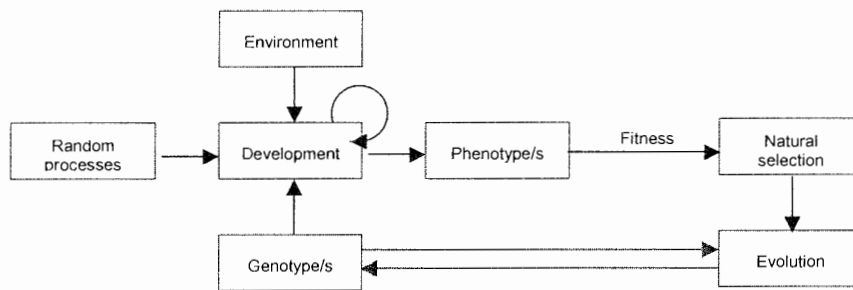 Environment
Random
processes
Development
Phenotype/s
Fitness
Natural
selection
Genotype/s
Evolution